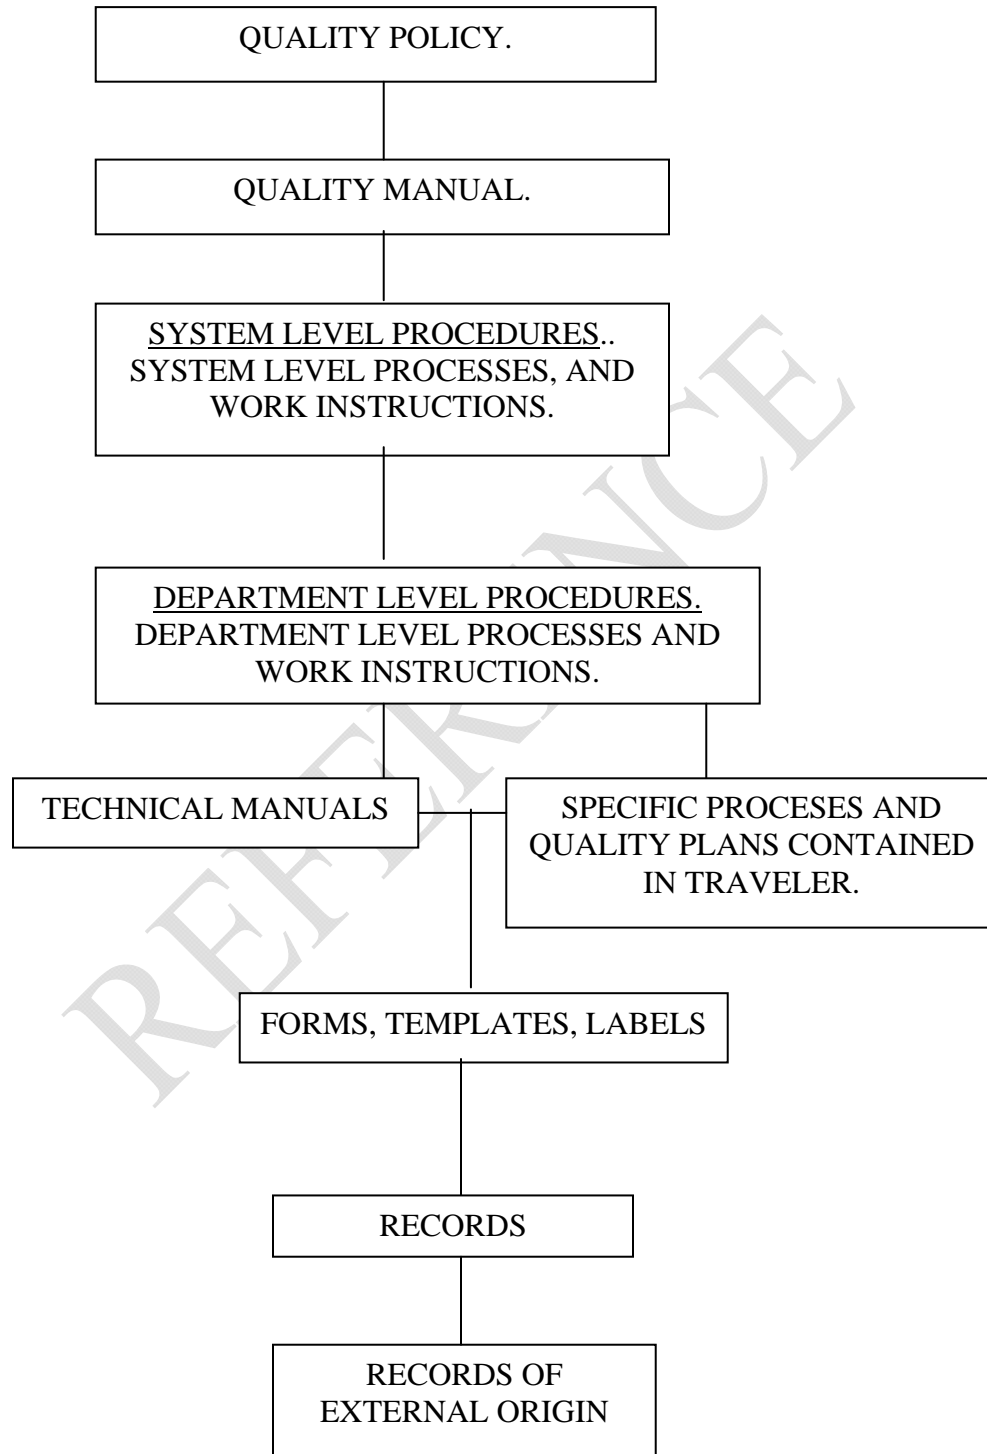 QUALITY POLICY.
QUALITY MANUAL.
SYSTEM LEVEL PROCEDURES..
SYSTEM LEVEL PROCESSES, AND
WORK INSTRUCTIONS.
DEPARTMENT LEVEL PROCEDURES.
DEPARTMENT LEVEL PROCESSES AND
WORK INSTRUCTIONS.
TECHNICAL MANUALS
SPECIFIC PROCESES AND
QUALITY PLANS CONTAINED
IN TRAVELER.
FORMS, TEMPLATES, LABELS
RECORDS
RECORDS OF
EXTERNAL ORIGIN
REFERENCE